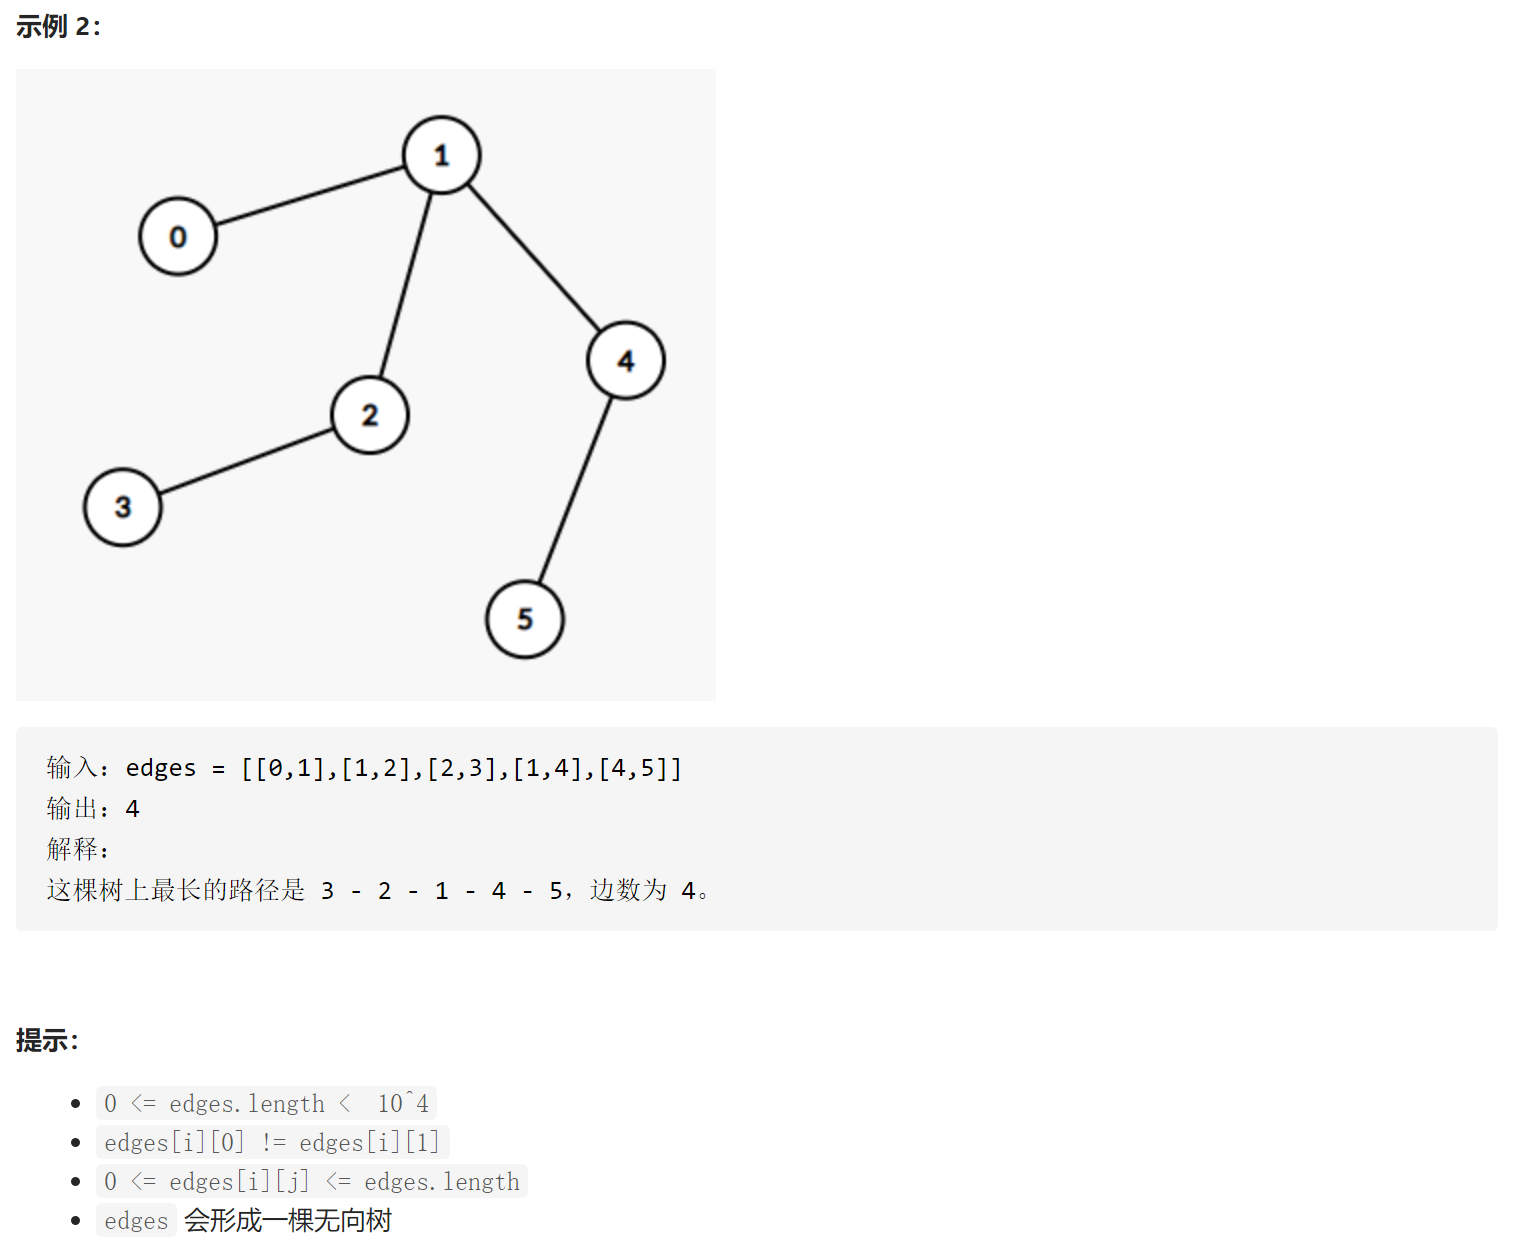 示例 2：
1
0
4
2
3
5
输入：edges = [[0,1],[1,2],[2,3],[1,4],[4,5]]
输出：4
解释：
这棵树上最长的路径是 3 - 2 - 1 - 4 - 5，边数为 4。
提示：
0 <= edges.length < 10^4
edges[i][0] != edges[i][1]
0 <= edges[i][j] <= edges.length
edges 会形成一棵无向树